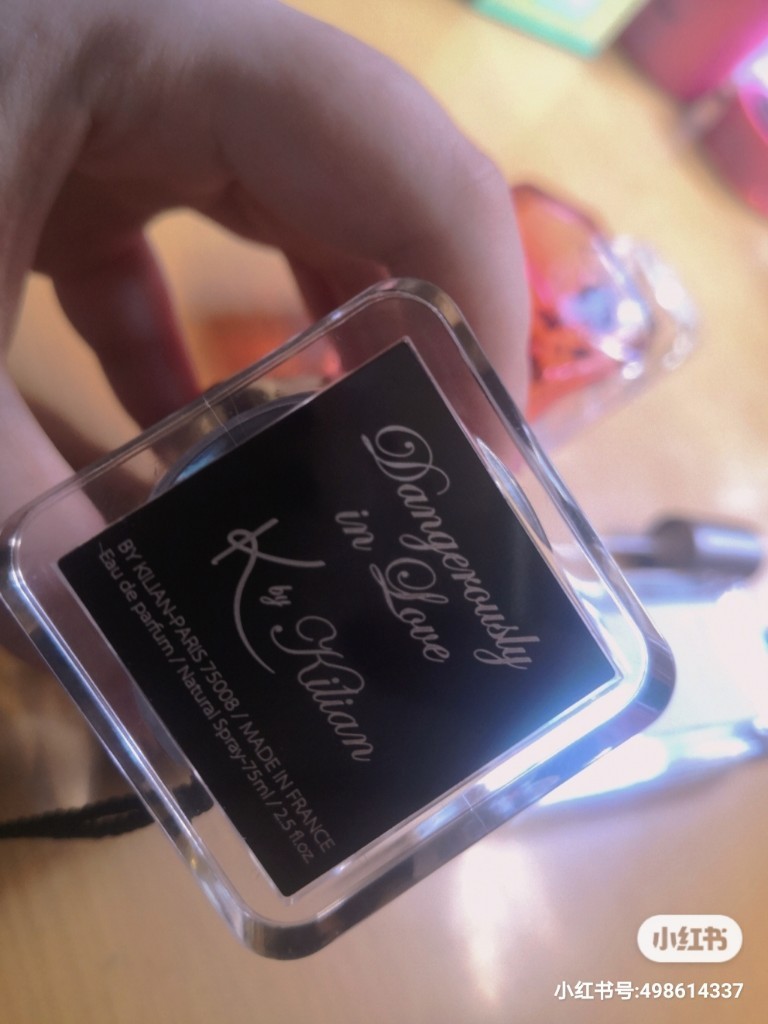 Dangerously
in Love
K by Kilian
BY KILIAN-PARIS 75008 / MADE IN FRANCE
Eau de parfum / Natural Spray-75ml / 2.5 fl.oz
小红书
小红书号:498614337